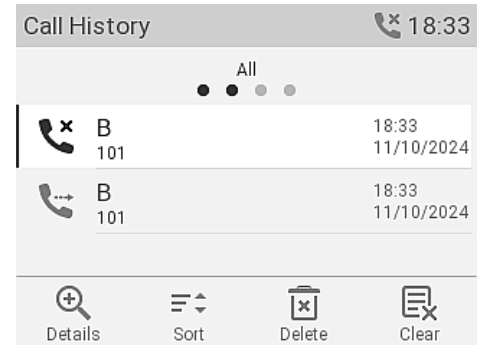 Call History 18:33
All
B 18:33
101 11/10/2024
B 18:33
101 11/10/2024
Details Sort Delete Clear